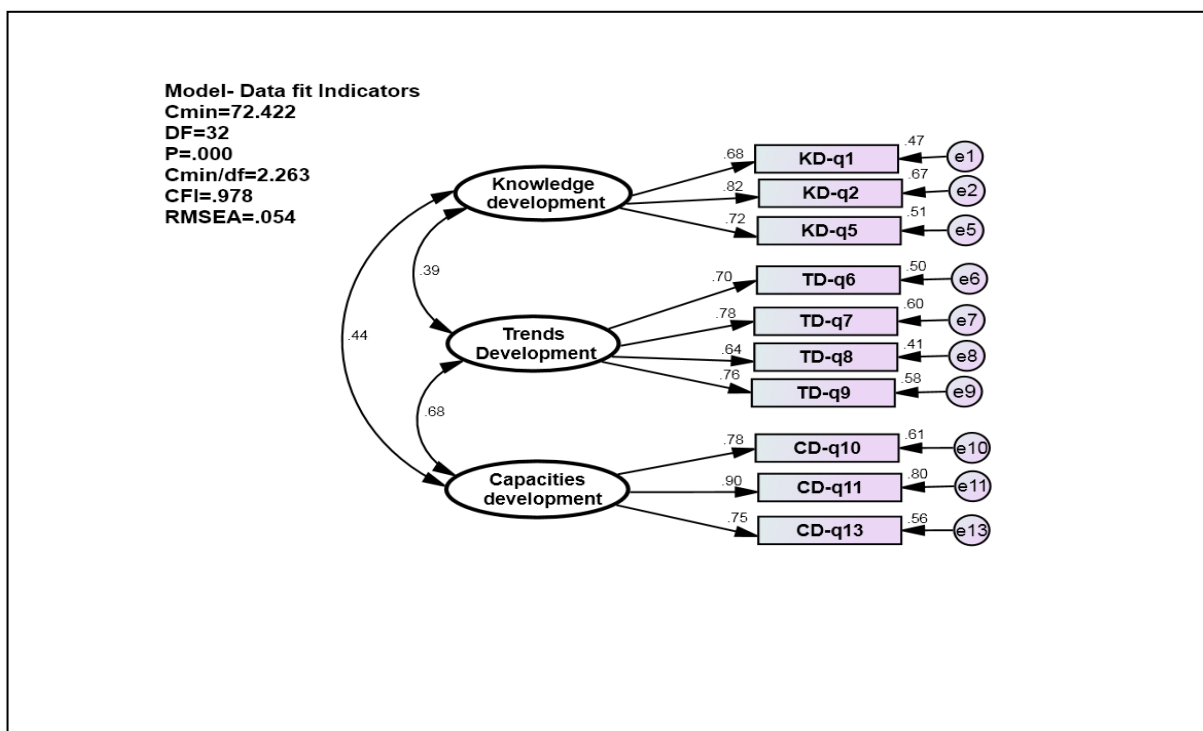 Model- Data fit Indicators
Cmin=72.422
DF=32
P=.000
Cmin/df=2.263
CFI=.978
RMSEA=.054
Knowledge
development
.68
KD-q1
.47
e1
.82
KD-q2
.67
e2
.72
KD-q5
.51
e5
.39
.44
Trends
Development
.70
TD-q6
.50
e6
.78
TD-q7
.60
e7
.64
TD-q8
.41
e8
.76
TD-q9
.58
e9
.68
Capacities
development
.78
CD-q10
.61
e10
.90
CD-q11
.80
e11
.75
CD-q13
.56
e13